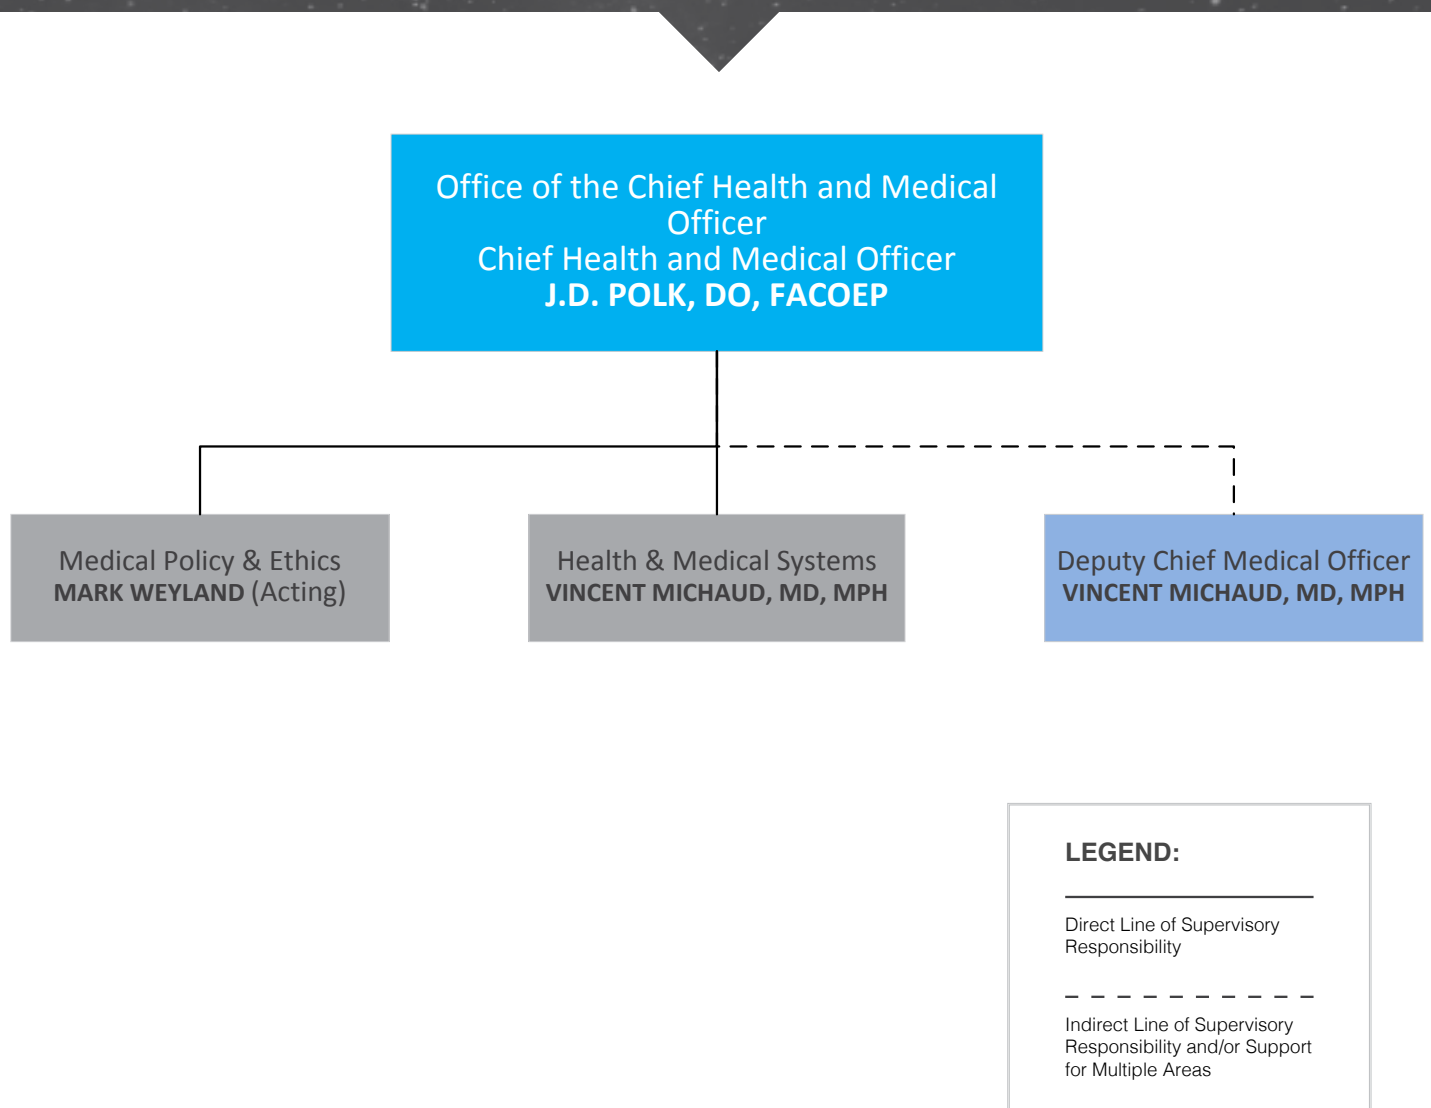 Office of the Chief Health and Medical
Officer
Chief Health and Medical Officer
J.D. POLK, DO, FACOEP
Medical Policy & Ethics
MARK WEYLAND (Acting)
Health & Medical Systems
VINCENT MICHAUD, MD, MPH
Deputy Chief Medical Officer
VINCENT MICHAUD, MD, MPH
LEGEND:
Direct Line of Supervisory
Responsibility
Indirect Line of Supervisory
Responsibility and/or Support
for Multiple Areas